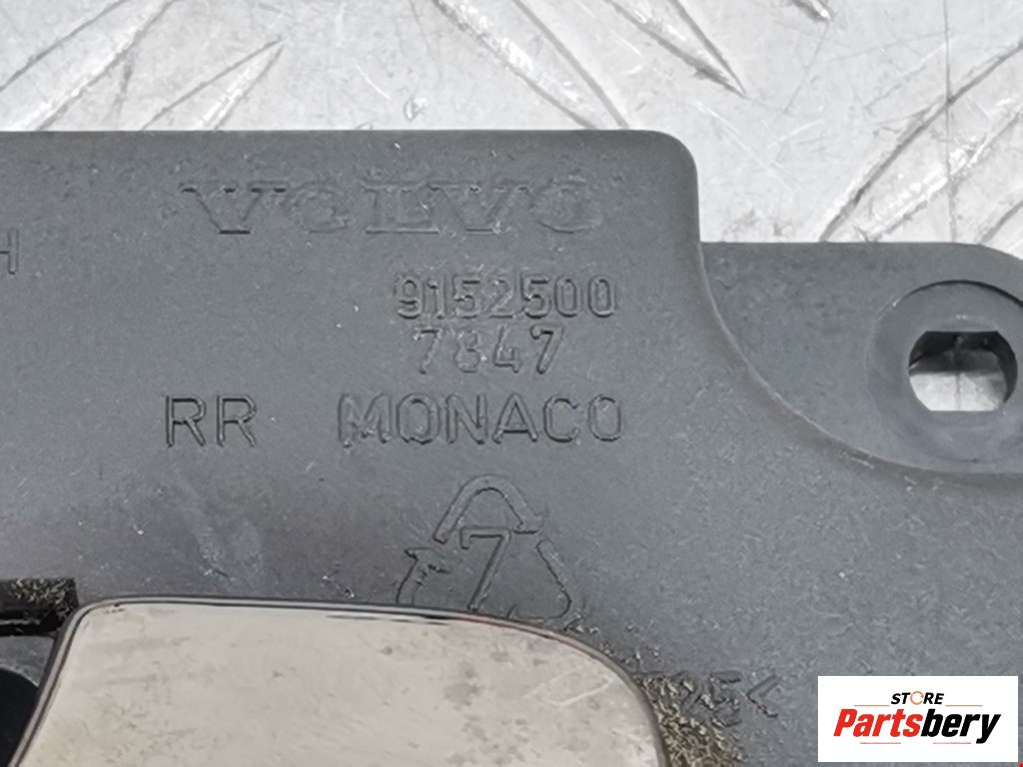 H
VOLVO
9152500
7847
RR MONACO
7
STORE
Partsbery